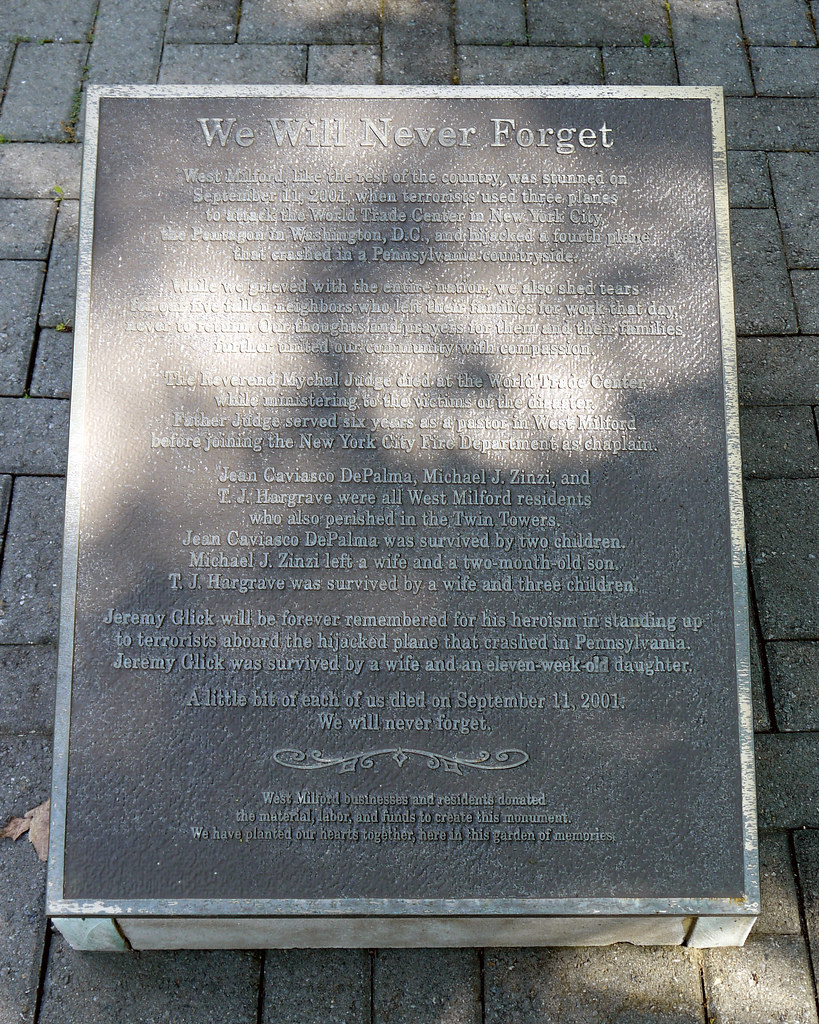 We Will Never Forget
West Milford, like the rest of the country, was stunned on
September 11, 2001, when terrorists used three planes
to attack the World Trade Center in New York City,
the Pentagon in Washington, D.C., and hijacked a fourth plane
that crashed in a Pennsylvania countryside.
While we grieved with the entire nation, we also shed tears
for our five fallen neighbors who left their families for work that day,
never to return. Our thoughts and prayers for them and their families
further united our community with compassion.
The Reverend Mychal Judge died at the World Trade Center
while ministering to the victims of the disaster.
Father Judge served six years as a pastor in West Milford
before joining the New York City Fire Department as chaplain.
Jean Caviasco DePalma, Michael J. Zinzi, and
T. J. Hargrave were all West Milford residents
who also perished in the Twin Towers.
Jean Caviasco DePalma was survived by two children.
Michael J. Zinzi left a wife and a two-month-old son.
T. J. Hargrave was survived by a wife and three children.
Jeremy Glick will be forever remembered for his heroism in standing up
to terrorists aboard the hijacked plane that crashed in Pennsylvania.
Jeremy Glick was survived by a wife and an eleven-week-old daughter.
A little bit of each of us died on September 11, 2001.
We will never forget.
West Milford businesses and residents donated
the material, labor, and funds to create this monument.
We have planted our hearts together, here in this garden of memories.